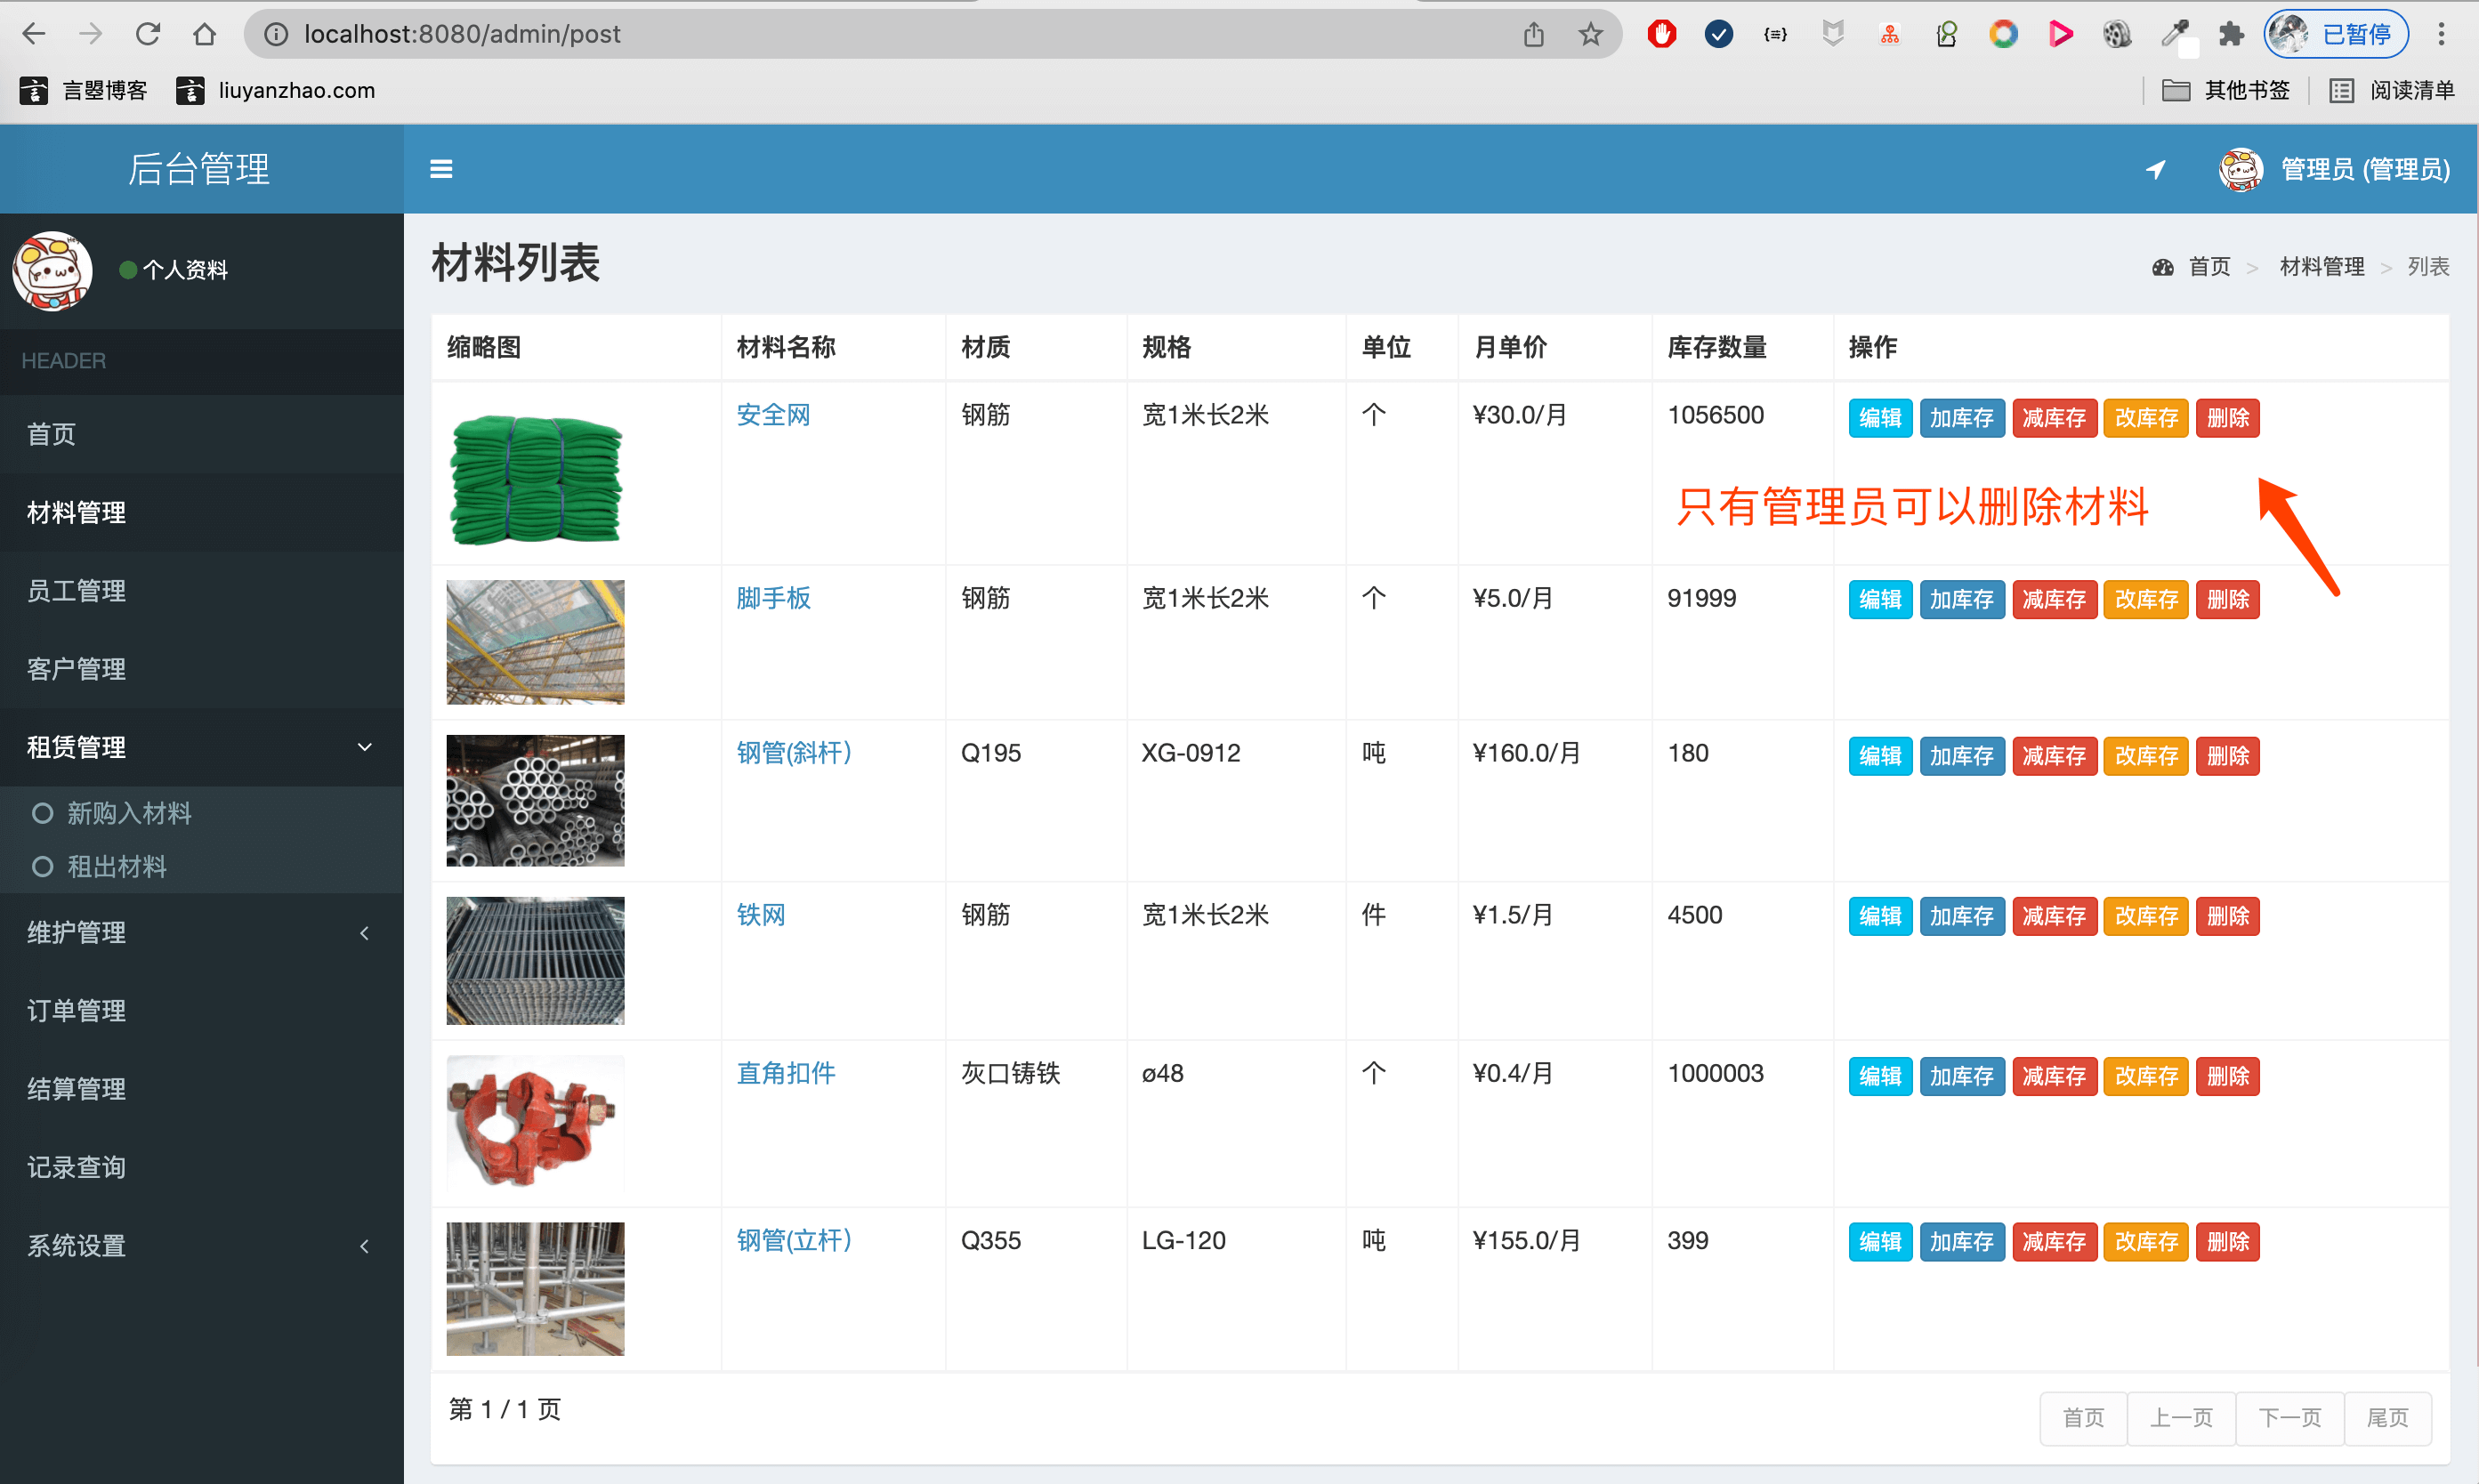 localhost:8080/admin/post
已暂停
言曌博客
liuyanzhao.com
其他书签
阅读清单
后台管理
管理员 (管理员)
个人资料
HEADER
首页
材料管理
员工管理
客户管理
租赁管理
新购入材料
租出材料
维护管理
订单管理
结算管理
记录查询
系统设置
材料列表
首页 > 材料管理 > 列表
缩略图 材料名称 材质 规格 单位 月单价 库存数量 操作
安全网 钢筋 宽1米长2米 个 ¥30.0/月 1056500 编辑 加库存 减库存 改库存 删除
只有管理员可以删除材料
脚手板 钢筋 宽1米长2米 个 ¥5.0/月 91999 编辑 加库存 减库存 改库存 删除
钢管(斜杆) Q195 XG-0912 吨 ¥160.0/月 180 编辑 加库存 减库存 改库存 删除
铁网 钢筋 宽1米长2米 件 ¥1.5/月 4500 编辑 加库存 减库存 改库存 删除
直角扣件 灰口铸铁 ø48 个 ¥0.4/月 1000003 编辑 加库存 减库存 改库存 删除
钢管(立杆) Q355 LG-120 吨 ¥155.0/月 399 编辑 加库存 减库存 改库存 删除
第 1 / 1 页
首页 上一页 下一页 尾页